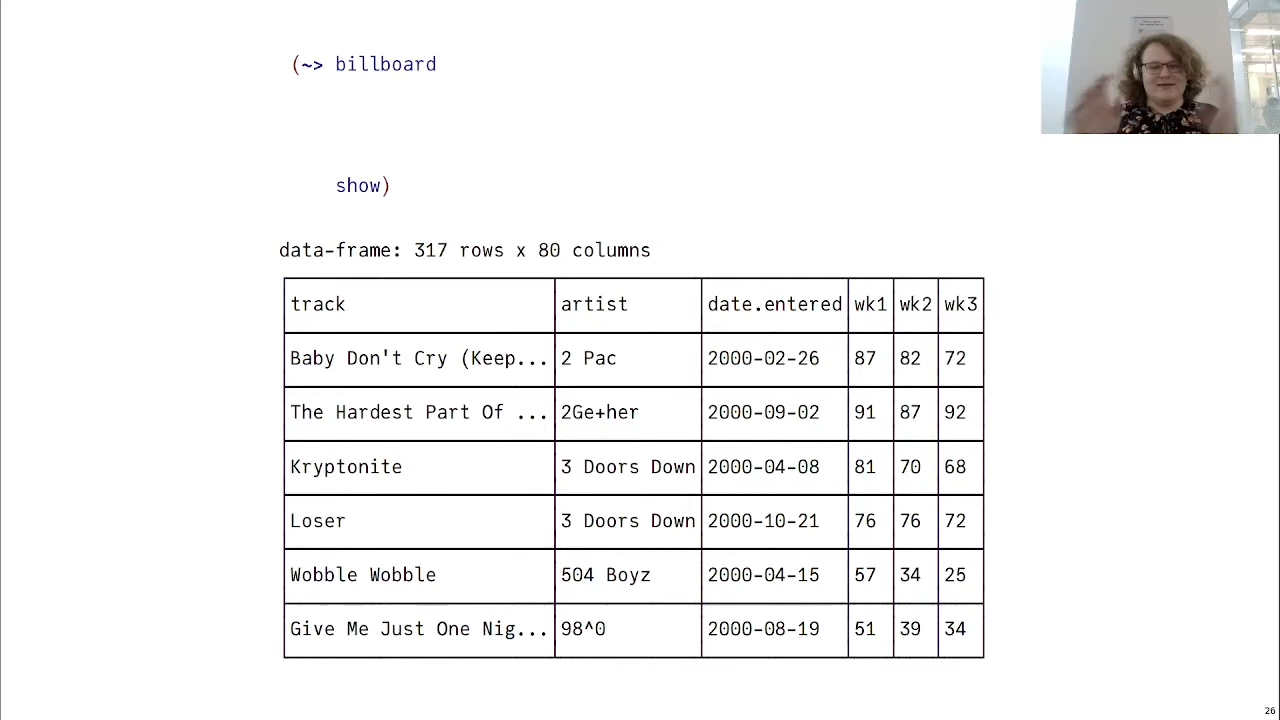 (~> billboard
show)
data-frame: 317 rows x 80 columns
track artist date.entered wk1 wk2 wk3
Baby Don't Cry (Keep... 2 Pac 2000-02-26 87 82 72
The Hardest Part Of ... 2Ge+her 2000-09-02 91 87 92
Kryptonite 3 Doors Down 2000-04-08 81 70 68
Loser 3 Doors Down 2000-10-21 76 76 72
Wobble Wobble 504 Boyz 2000-04-15 57 34 25
Give Me Just One Nig... 98^0 2000-08-19 51 39 34
26